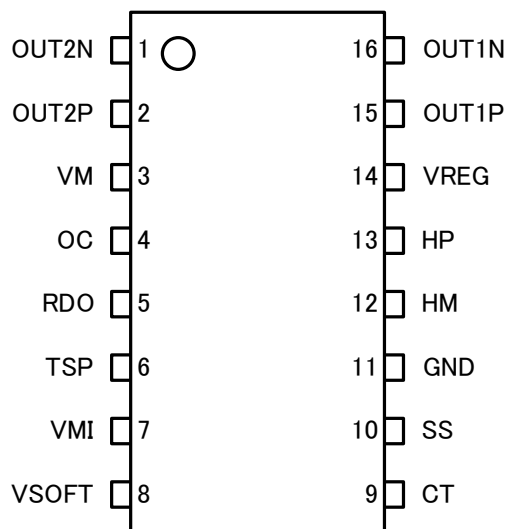 OUT2N 1 16 OUT1N
OUT2P 2 15 OUT1P
VM 3 14 VREG
OC 4 13 HP
RDO 5 12 HM
TSP 6 11 GND
VMI 7 10 SS
VSOFT 8 9 CT